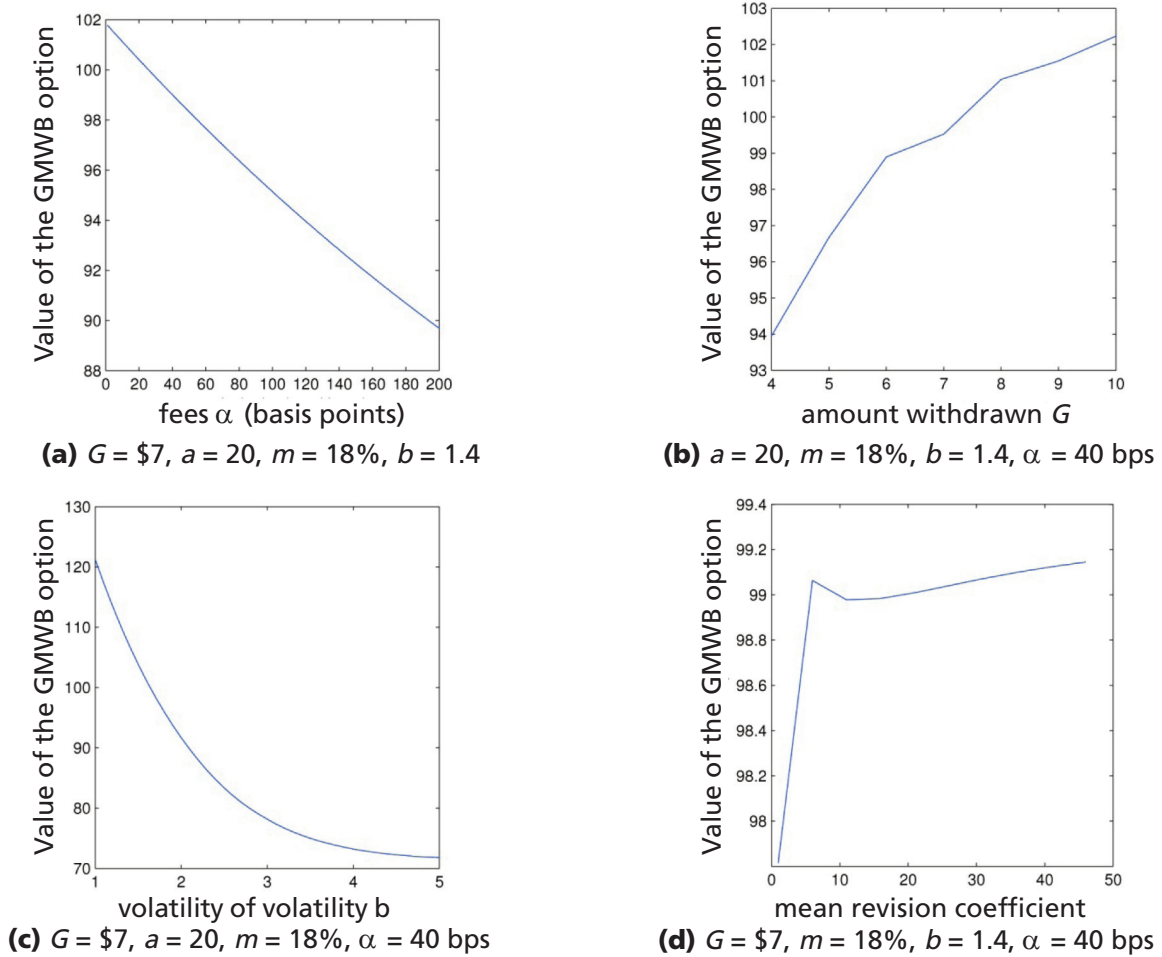 Value of the GMWB option
102
100
98
96
94
92
90
88
0 20 40 60 80 100 120 140 160 180 200
fees α (basis points)
(a) G = $7, a = 20, m = 18%, b = 1.4
Value of the GMWB option
103
102
101
100
99
98
97
96
95
94
93
4 5 6 7 8 9 10
amount withdrawn G
(b) a = 20, m = 18%, b = 1.4, α = 40 bps
Value of the GMWB option
130
120
110
100
90
80
70
1 2 3 4 5
volatility of volatility b
(c) G = $7, a = 20, m = 18%, α = 40 bps
Value of the GMWB option
99.4
99.2
99
98.8
98.6
98.4
98.2
98
0 10 20 30 40 50
mean revision coefficient
(d) G = $7, m = 18%, b = 1.4, α = 40 bps